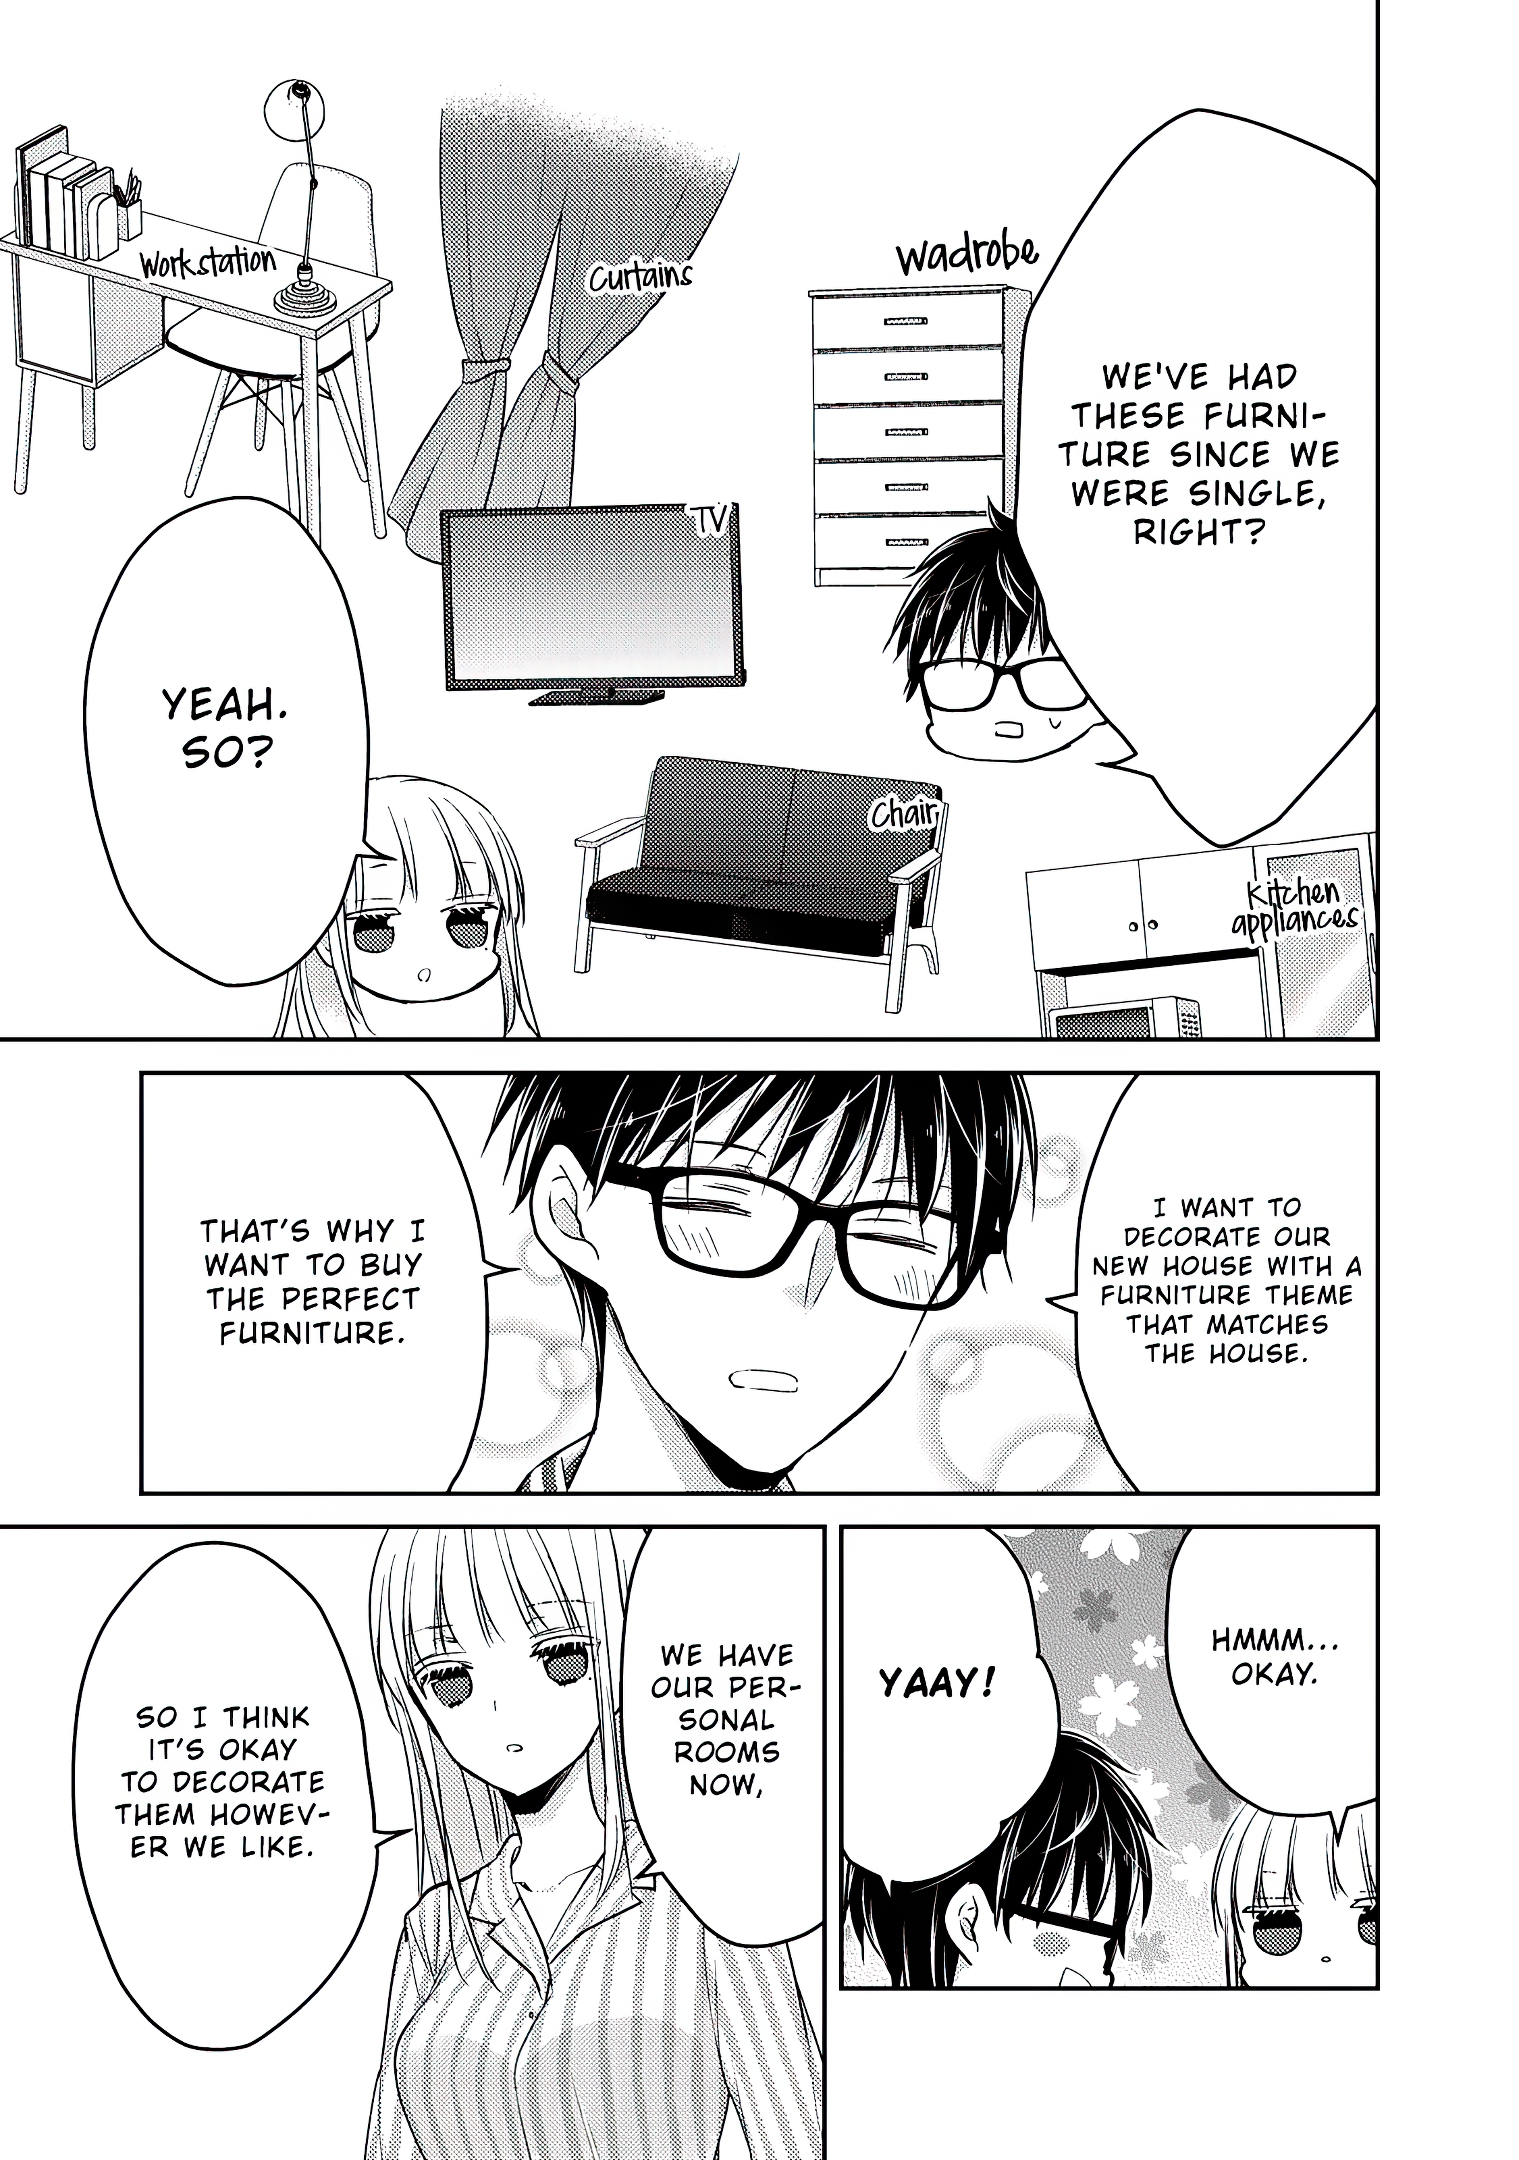 WE'VE HAD
THESE FURNI-
TURE SINCE WE
WERE SINGLE,
RIGHT?
Wadrobe
Curtains
Workstation
TV
Chair
Kitchen
appliances
YEAH.
SO?
I WANT TO
DECORATE OUR
NEW HOUSE WITH A
FURNITURE THEME
THAT MATCHES
THE HOUSE.
THAT'S WHY I
WANT TO BUY
THE PERFECT
FURNITURE.
HMMM...
OKAY.
YAAY!
WE HAVE
OUR PER-
SONAL
ROOMS
NOW,
SO I THINK
IT'S OKAY
TO DECORATE
THEM HOWEV-
ER WE LIKE.